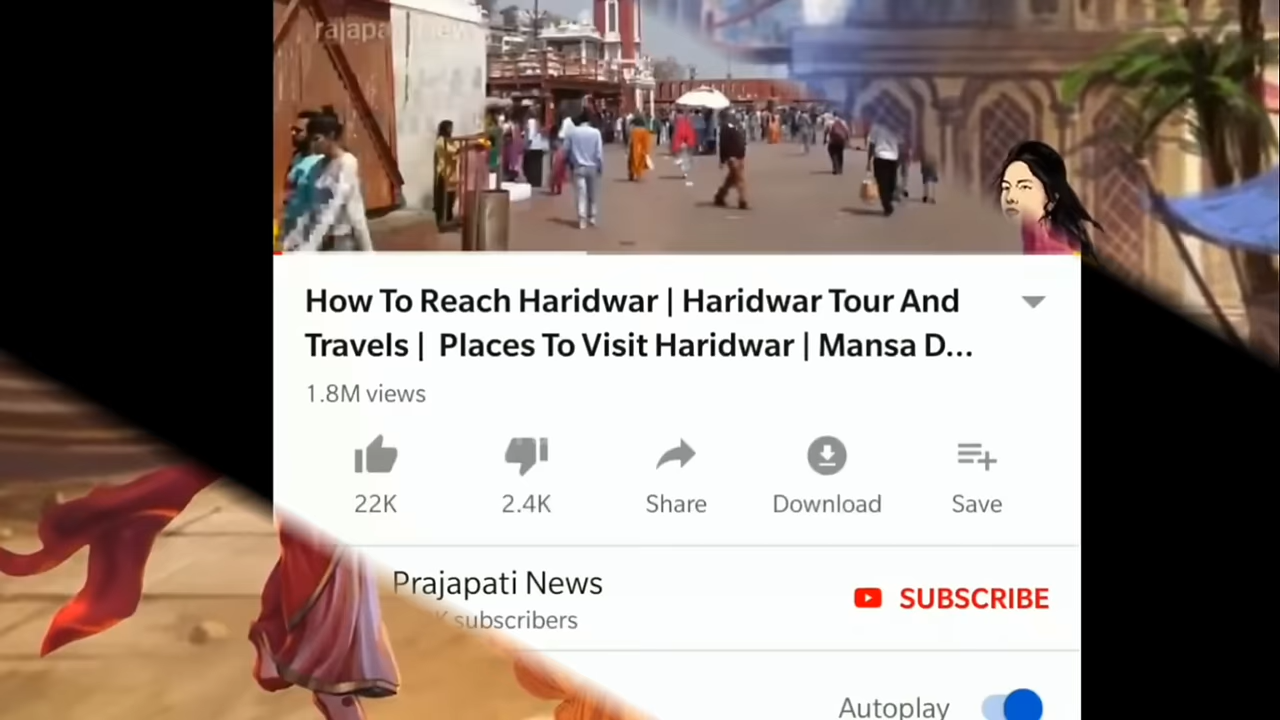 How To Reach Haridwar | Haridwar Tour And
Travels | Places To Visit Haridwar | Mansa D...
1.8M views
22K
2.4K
Share
Download
Save
Prajapati News
subscribers
SUBSCRIBE
Autoplay